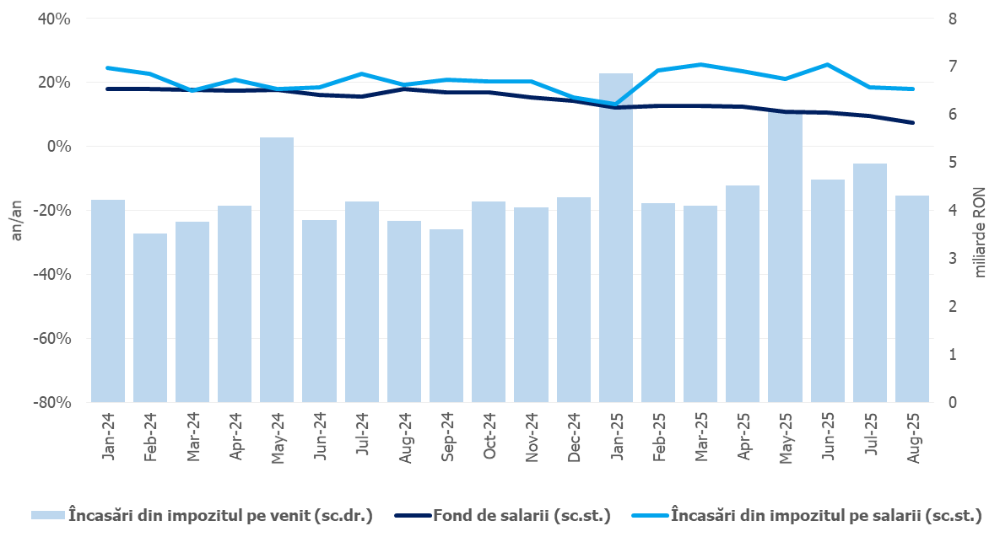 40%
20%
0%
-20%
-40%
-60%
-80%
an/an
8
7
6
5
4
3
2
1
0
miliarde RON
Jan-24
Feb-24
Mar-24
Apr-24
May-24
Jun-24
Jul-24
Aug-24
Sep-24
Oct-24
Nov-24
Dec-24
Jan-25
Feb-25
Mar-25
Apr-25
May-25
Jun-25
Jul-25
Aug-25
Încasări din impozitul pe venit (sc.dr.) Fond de salarii (sc.st.) Încasări din impozitul pe salarii (sc.st.)